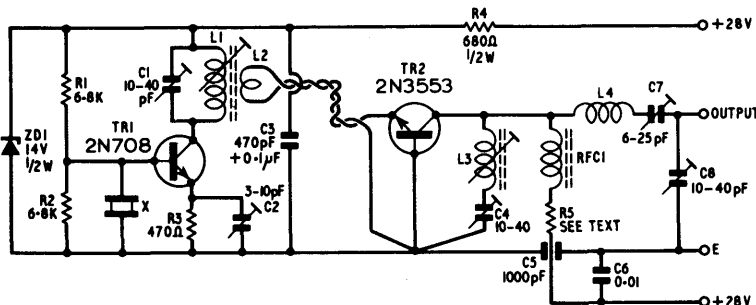 R4
680Ω
1/2W
+28V
L1
L2
C1
10-40
pF
R1
6·8K
TR1
2N708
ZD1
14V
1/2W
R2
6·8K
X
R3
470Ω
3-10pF
C2
C3
470pF
+0·1µF
TR2
2N3553
L3
C4
10-40
RFC1
R5
SEE TEXT
L4
C7
6-25pF
OUTPUT
C8
10-40pF
C5
1000pF
C6
0·01
E
+28V